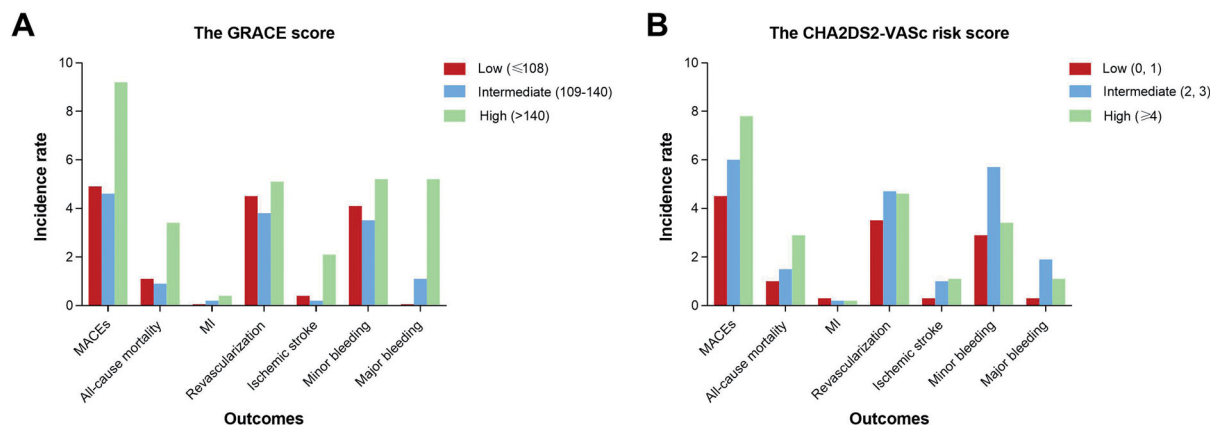 A
The GRACE score
Incidence rate
10
8
6
4
2
0
Low (≤108)
Intermediate (109-140)
High (>140)
MACEs
All-cause mortality
MI
Revascularization
Ischemic stroke
Minor bleeding
Major bleeding
Outcomes
B
The CHA2DS2-VASc risk score
Incidence rate
10
8
6
4
2
0
Low (0, 1)
Intermediate (2, 3)
High (≥4)
MACEs
All-cause mortality
MI
Revascularization
Ischemic stroke
Minor bleeding
Major bleeding
Outcomes